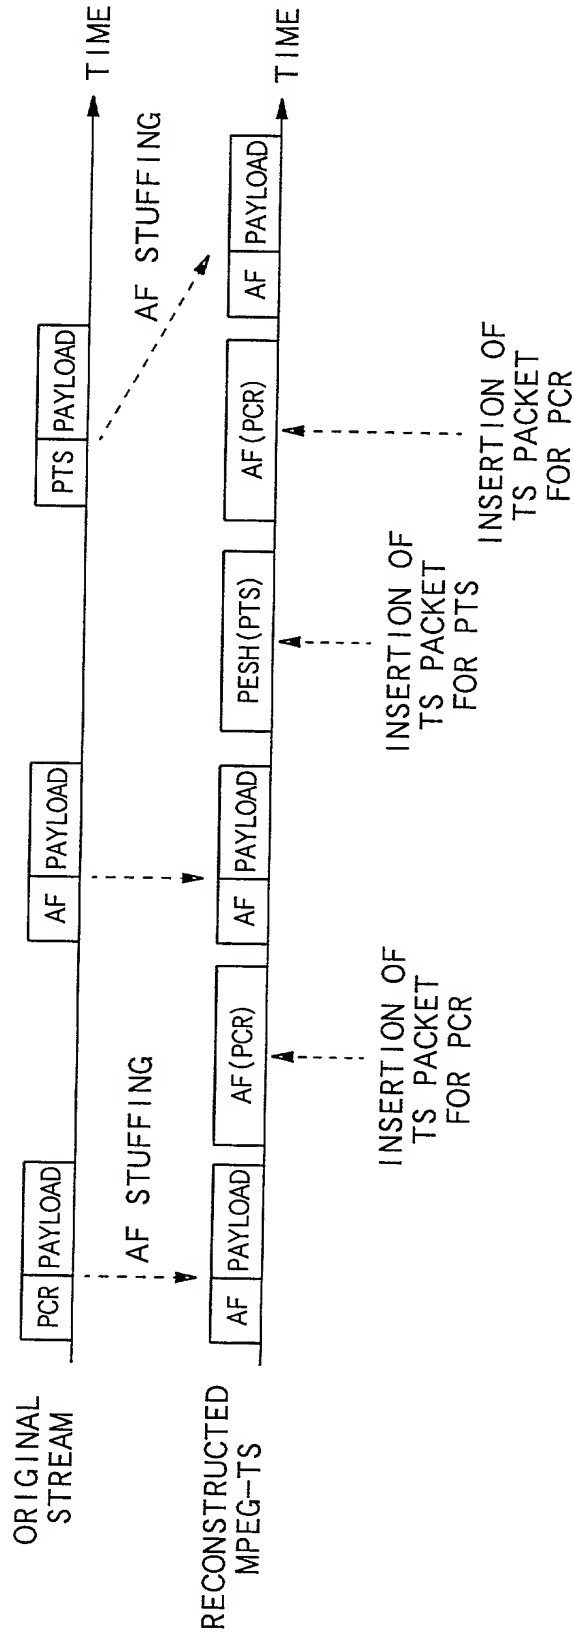 ORIGINAL
STREAM
PCR PAYLOAD
AF PAYLOAD
PTS PAYLOAD
TIME
AF STUFFING
AF STUFFING
RECONSTRUCTED
MPEG-TS
AF PAYLOAD
AF(PCR)
AF PAYLOAD
PESH(PTS)
AF(PCR)
AF PAYLOAD
TIME
INSERTION OF
TS PACKET
FOR PCR
INSERTION OF
TS PACKET
FOR PTS
INSERTION OF
TS PACKET
FOR PCR